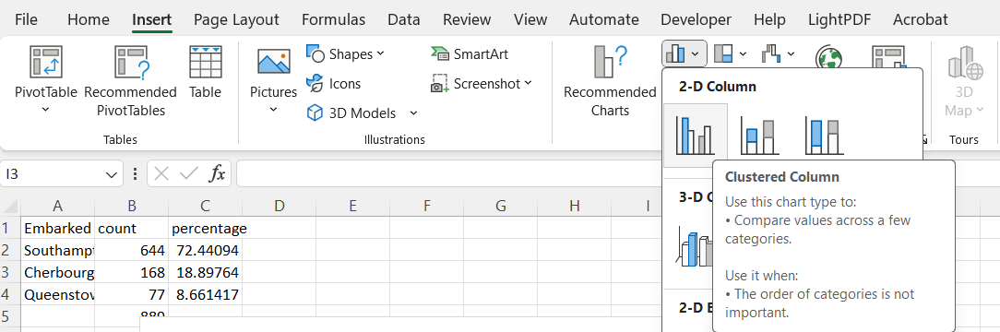 File Home Insert Page Layout Formulas Data Review View Automate Developer Help LightPDF Acrobat
PivotTable Recommended PivotTables Table
Pictures Shapes Icons 3D Models SmartArt Screenshot
Recommended Charts
3D Map
Tables Illustrations Tours
I3 fx
A B C D E F G H I
1 Embarked count percentage
2 Southampt 644 72.44094
3 Cherbourg 168 18.89764
4 Queenstov 77 8.661417
5 889
2-D Column
Clustered Column
Use this chart type to:
• Compare values across a few
categories.
Use it when:
• The order of categories is not
important.
3-D C
2-D B